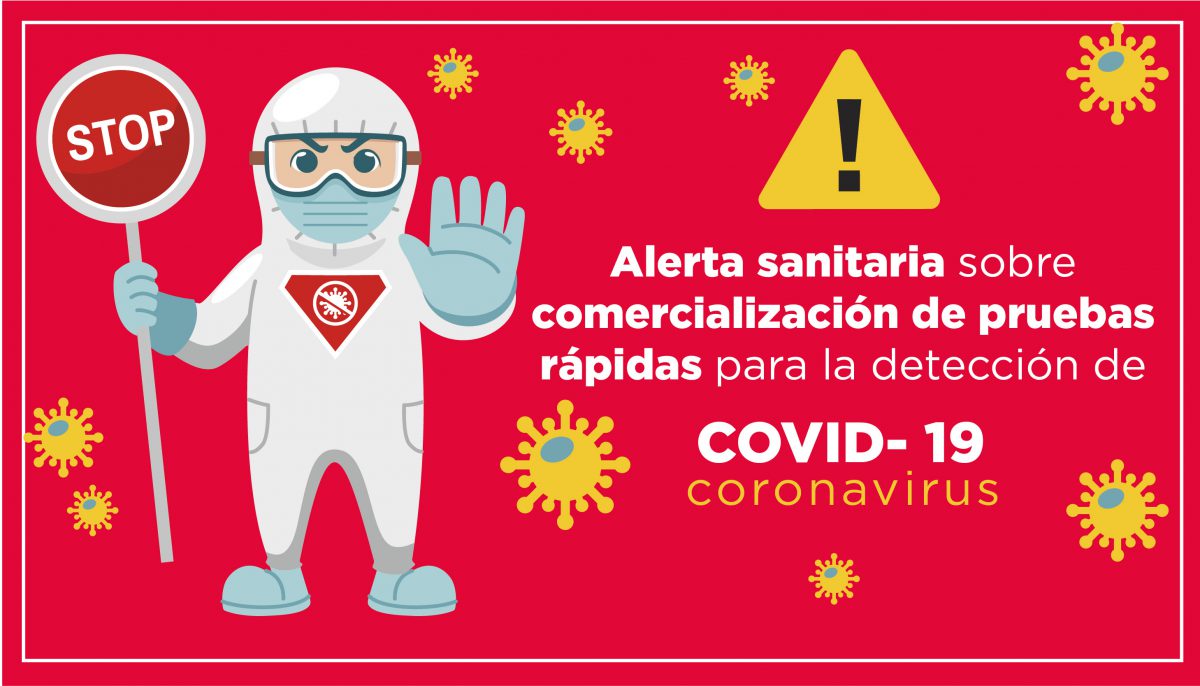 STOP
Alerta sanitaria sobre
comercialización de pruebas
rápidas para la detección de
COVID- 19
coronavirus